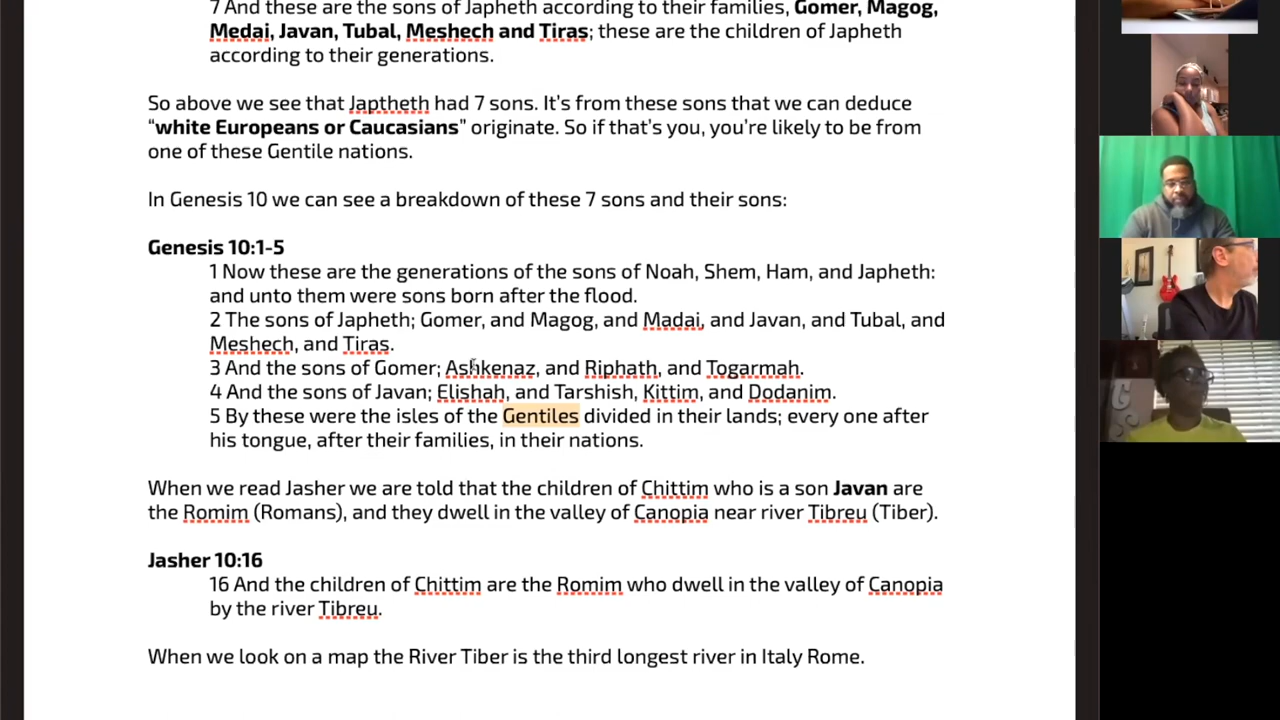 7 And these are the sons of Japheth according to their families, Gomer, Magog,
Medai, Javan, Tubal, Meshech and Tiras; these are the children of Japheth
according to their generations.
So above we see that Japtheth had 7 sons. It's from these sons that we can deduce
“white Europeans or Caucasians” originate. So if that's you, you're likely to be from
one of these Gentile nations.
In Genesis 10 we can see a breakdown of these 7 sons and their sons:
Genesis 10:1-5
1 Now these are the generations of the sons of Noah, Shem, Ham, and Japheth:
and unto them were sons born after the flood.
2 The sons of Japheth; Gomer, and Magog, and Madai, and Javan, and Tubal, and
Meshech, and Tiras.
3 And the sons of Gomer; Ashkenaz, and Riphath, and Togarmah.
4 And the sons of Javan; Elishah, and Tarshish, Kittim, and Dodanim.
5 By these were the isles of the Gentiles divided in their lands; every one after
his tongue, after their families, in their nations.
When we read Jasher we are told that the children of Chittim who is a son Javan are
the Romim (Romans), and they dwell in the valley of Canopia near river Tibreu (Tiber).
Jasher 10:16
16 And the children of Chittim are the Romim who dwell in the valley of Canopia
by the river Tibreu.
When we look on a map the River Tiber is the third longest river in Italy Rome.